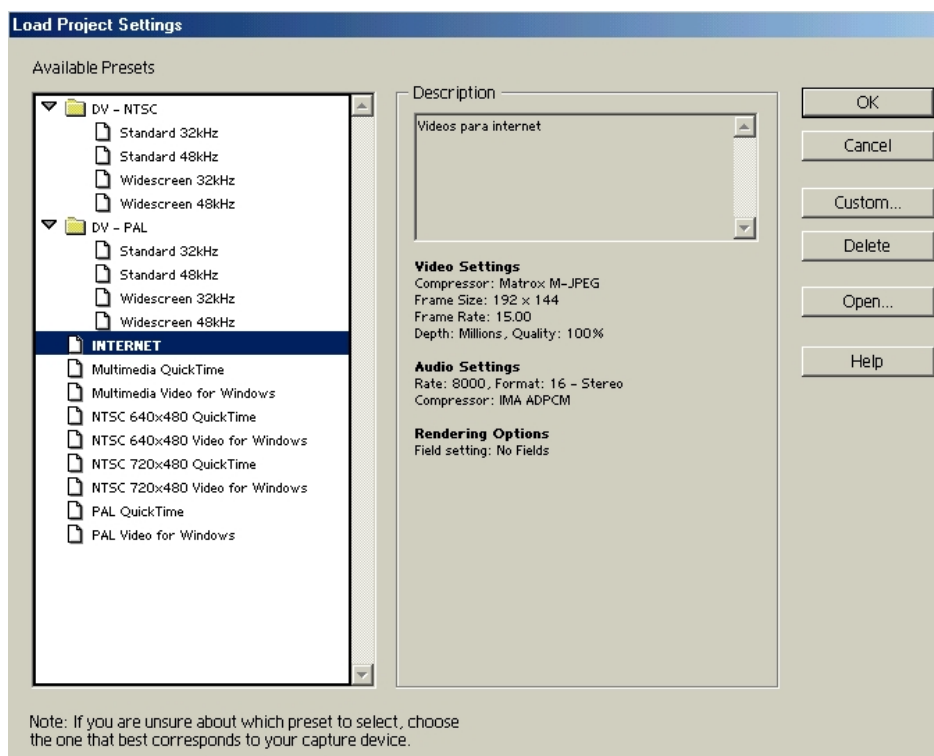 Load Project Settings
Available Presets
DV - NTSC
Standard 32kHz
Standard 48kHz
Widescreen 32kHz
Widescreen 48kHz
DV - PAL
Standard 32kHz
Standard 48kHz
Widescreen 32kHz
Widescreen 48kHz
INTERNET
Multimedia QuickTime
Multimedia Video for Windows
NTSC 640x480 QuickTime
NTSC 640x480 Video for Windows
NTSC 720x480 QuickTime
NTSC 720x480 Video for Windows
PAL QuickTime
PAL Video for Windows
Description
Videos para internet
Video Settings
Compressor: Matrox M-JPEG
Frame Size: 192 x 144
Frame Rate: 15.00
Depth: Millions, Quality: 100%
Audio Settings
Rate: 8000, Format: 16 - Stereo
Compressor: IMA ADPCM
Rendering Options
Field setting: No Fields
OK
Cancel
Custom...
Delete
Open...
Help
Note: If you are unsure about which preset to select, choose
the one that best corresponds to your capture device.